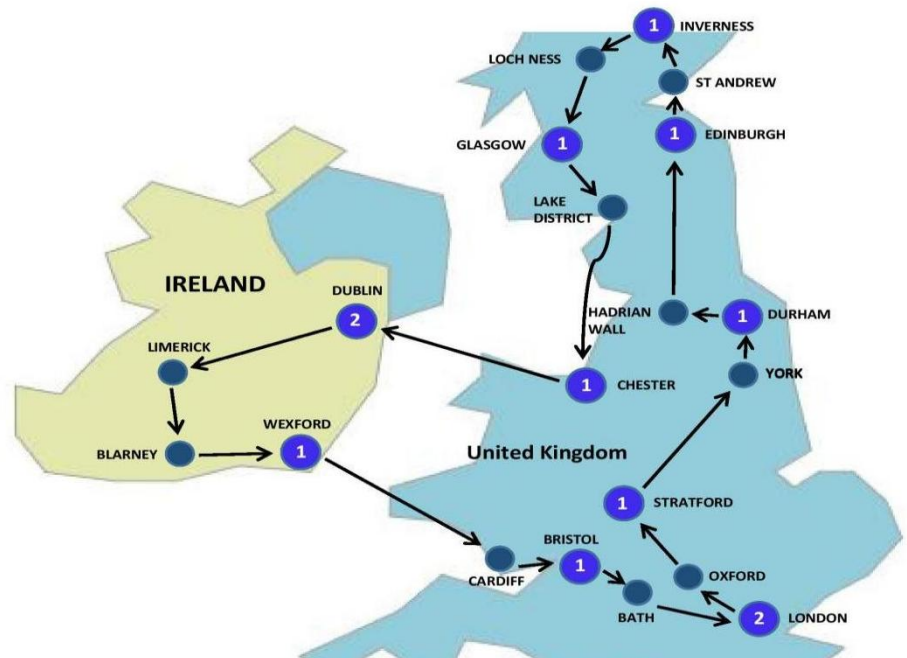 1 INVERNESS
LOCH NESS
ST ANDREW
GLASGOW 1
1 EDINBURGH
LAKE
DISTRICT
IRELAND
DUBLIN
2
HADRIAN
WALL
1 DURHAM
LIMERICK
1 CHESTER
YORK
WEXFORD
1
BLARNEY
United Kingdom
1 STRATFORD
BRISTOL
1
CARDIFF
OXFORD
BATH
2 LONDON